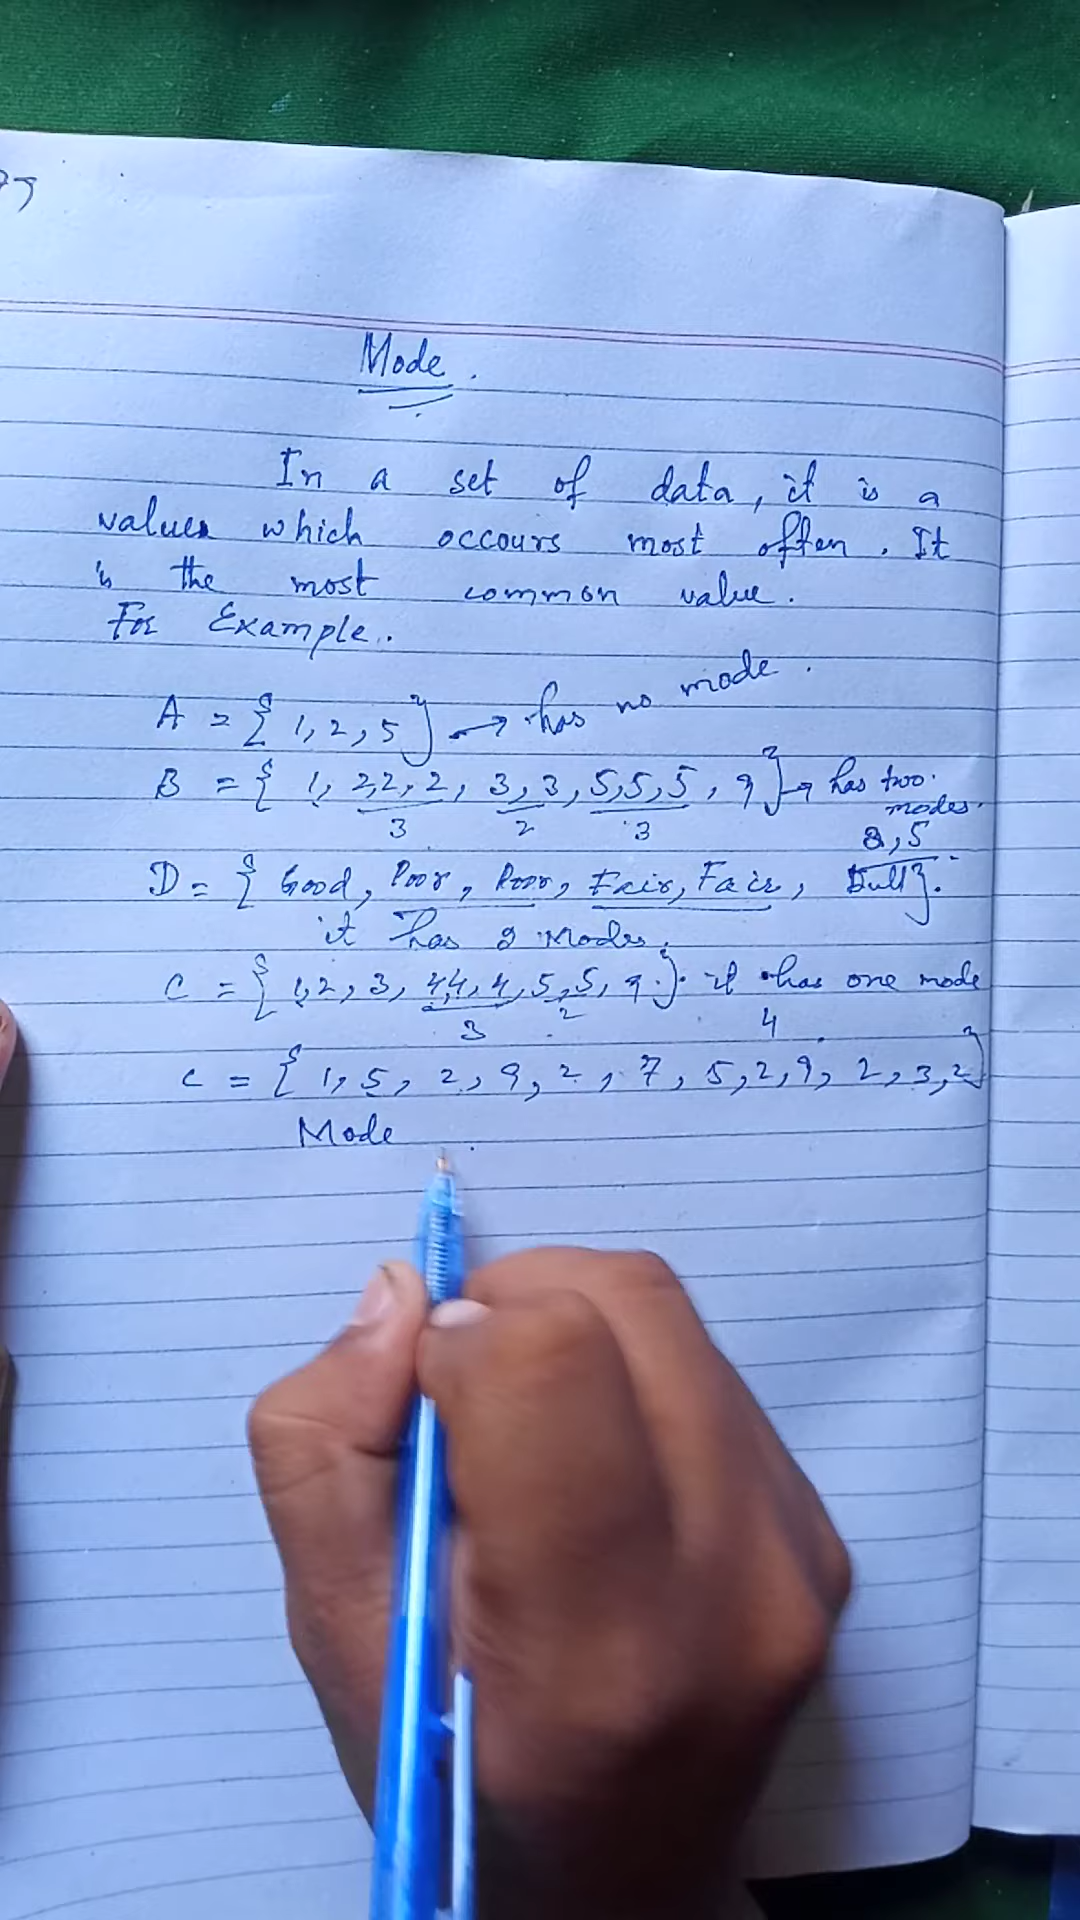 Mode.
In a set of data, it is a
values which occours most often. It
is the most common value.
For Example..
A = { 1, 2, 5 } → has no mode.
B = { 1, 2,2,2, 3,3, 5,5,5, 9 } → has two
modes.
3 2 3 2,5
D = { Good, Poor, Poor, Fair, Fair, Dull }.
it has 2 Modes.
C = { 1,2,3, 4,4,4, 5,5, 9.}. it has one mode
3 2 4
C = { 1, 5, 2, 9, 2, 7, 5, 2, 9, 2, 3, 2 }
Mode